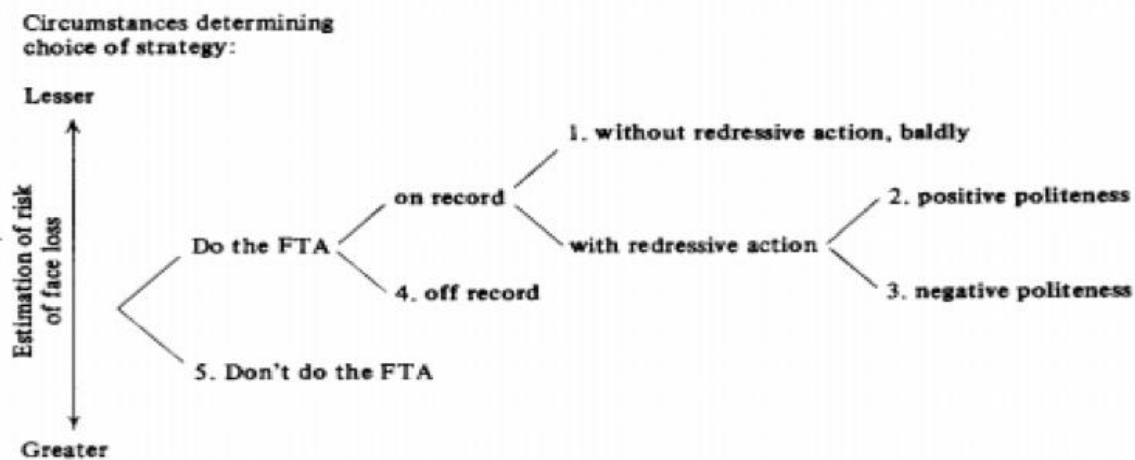 Circumstances determining
choice of strategy:
Lesser
1. without redressive action, baldly
on record
2. positive politeness
Estimation of risk
of face loss
Do the FTA
with redressive action
4. off record
3. negative politeness
5. Don't do the FTA
Greater